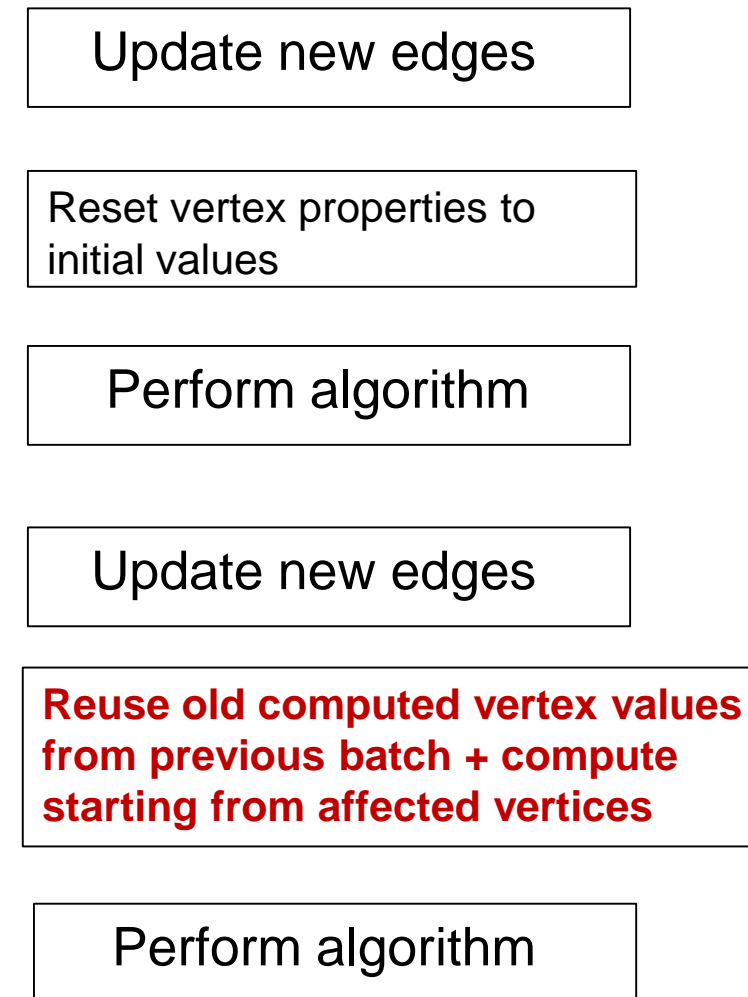 Update new edges
Reset vertex properties to
initial values
Perform algorithm
Update new edges
Reuse old computed vertex values
from previous batch + compute
starting from affected vertices
Perform algorithm